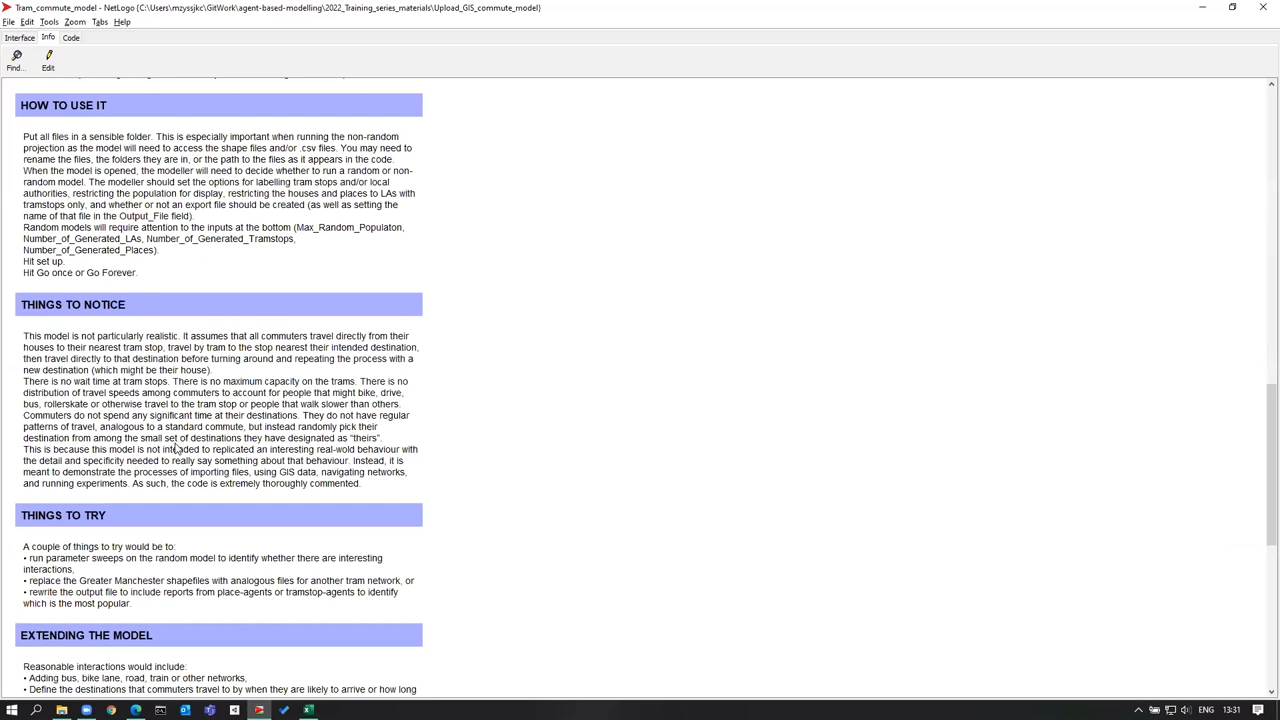 Tram_commute_model - NetLogo {C:\Users\mzyssjkc\GitWork\agent-based-modelling\2022_Training_series_materials\Upload_GIS_commute_model}
File Edit Tools Zoom Tabs Help
Interface Info Code
Find... Edit
HOW TO USE IT
Put all files in a sensible folder. This is especially important when running the non-random
projection as the model will need to access the shape files and/or .csv files. You may need to
rename the files, the folders they are in, or the path to the files as it appears in the code.
When the model is opened, the modeller will need to decide whether to run a random or non-
random model. The modeller should set the options for labelling tram stops and/or local
authorities, restricting the population for display, restricting the houses and places to LAs with
tramstops only, and whether or not an export file should be created (as well as setting the
name of that file in the Output_File field).
Random models will require attention to the inputs at the bottom (Max_Random_Populaton,
Number_of_Generated_LAs, Number_of_Generated_Tramstops,
Number_of_Generated_Places).
Hit set up.
Hit Go once or Go Forever.
THINGS TO NOTICE
This model is not particularly realistic. It assumes that all commuters travel directly from their
houses to their nearest tram stop, travel by tram to the stop nearest their intended destination,
then travel directly to that destination before turning around and repeating the process with a
new destination (which might be their house).
There is no wait time at tram stops. There is no maximum capacity on the trams. There is no
distribution of travel speeds among commuters to account for people that might bike, drive,
bus, rollerskate or otherwise travel to the tram stop or people that walk slower than others.
Commuters do not spend any significant time at their destinations. They do not have regular
patterns of travel, analogous to a standard commute, but instead randomly pick their
destination from among the small set of destinations they have designated as "theirs".
This is because this model is not intended to replicated an interesting real-wold behaviour with
the detail and specificity needed to really say something about that behaviour. Instead, it is
meant to demonstrate the processes of importing files, using GIS data, navigating networks,
and running experiments. As such, the code is extremely thoroughly commented.
THINGS TO TRY
A couple of things to try would be to:
• run parameter sweeps on the random model to identify whether there are interesting
interactions,
• replace the Greater Manchester shapefiles with analogous files for another tram network, or
• rewrite the output file to include reports from place-agents or tramstop-agents to identify
which is the most popular.
EXTENDING THE MODEL
Reasonable interactions would include:
• Adding bus, bike lane, road, train or other networks,
• Define the destinations that commuters travel to by when they are likely to arrive or how long
ENG 13:31